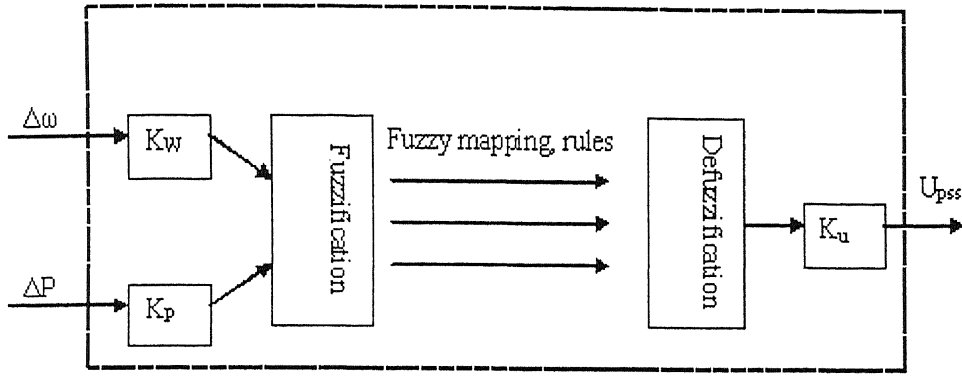 Δω
Kw
Fuzzification
Fuzzy mapping, rules
Defuzzification
Ku
Upss
ΔP
Kp